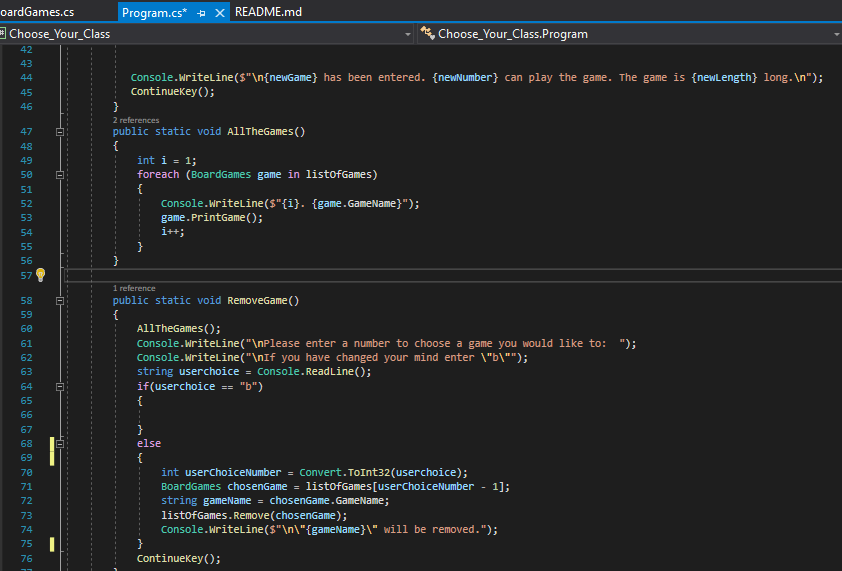 oardGames.cs Program.cs* README.md
Choose_Your_Class Choose_Your_Class.Program
42
43
44 Console.WriteLine($"\n{newGame} has been entered. {newNumber} can play the game. The game is {newLength} long.\n");
45 ContinueKey();
46 }
2 references
47 public static void AllTheGames()
48 {
49 int i = 1;
50 foreach (BoardGames game in listOfGames)
51 {
52 Console.WriteLine($"{i}. {game.GameName}");
53 game.PrintGame();
54 i++;
55 }
56 }
57
1 reference
58 public static void RemoveGame()
59 {
60 AllTheGames();
61 Console.WriteLine("\nPlease enter a number to choose a game you would like to:  ");
62 Console.WriteLine("\nIf you have changed your mind enter \"b\"");
63 string userchoice = Console.ReadLine();
64 if(userchoice == "b")
65 {
66
67 }
68 else
69 {
70 int userChoiceNumber = Convert.ToInt32(userchoice);
71 BoardGames chosenGame = listOfGames[userChoiceNumber - 1];
72 string gameName = chosenGame.GameName;
73 listOfGames.Remove(chosenGame);
74 Console.WriteLine($"\n\"{gameName}\" will be removed.");
75 }
76 ContinueKey();